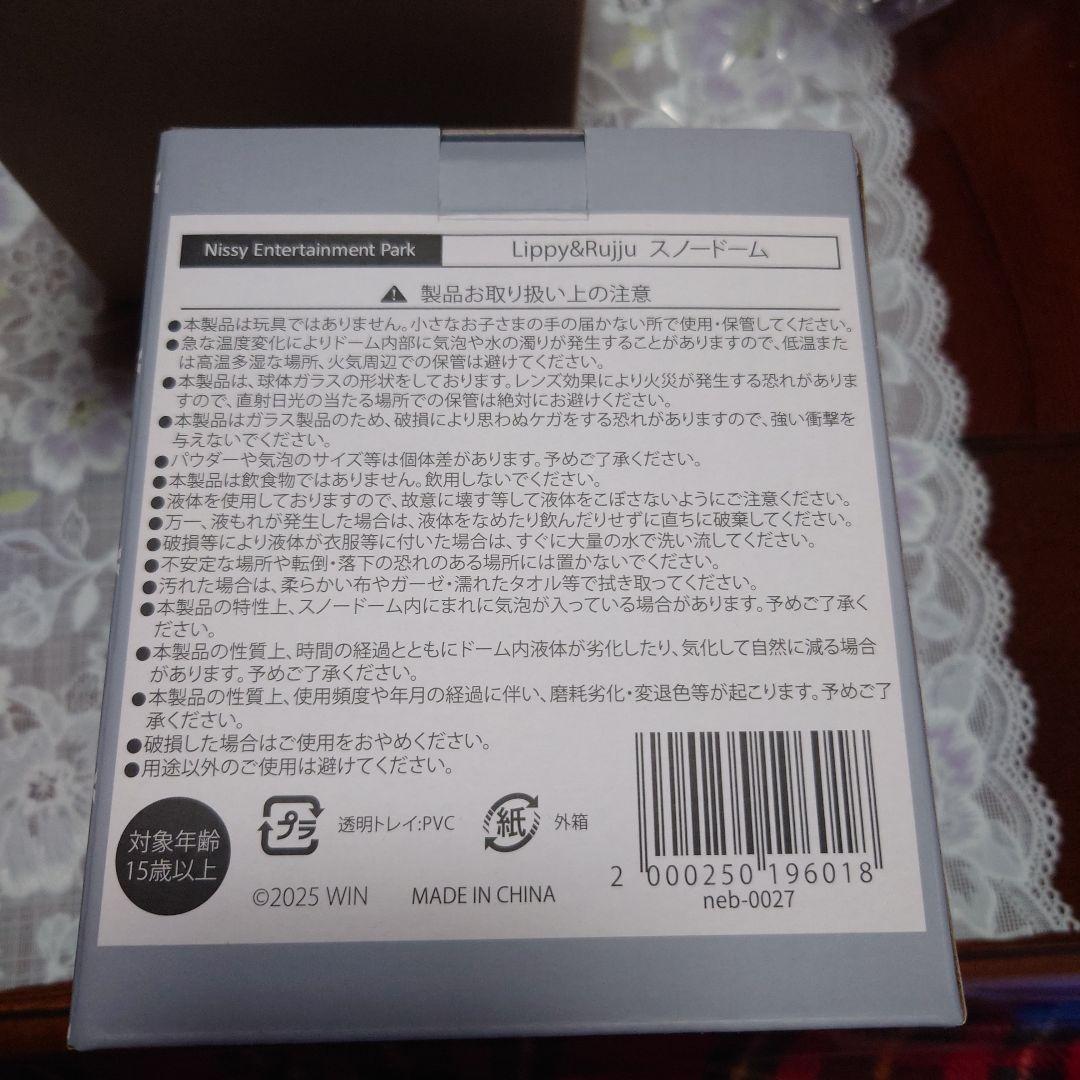 Nissy Entertainment Park
Lippy&Rujju スノードーム
製品お取り扱い上の注意
●本製品は玩具ではありません。小さなお子さまの手の届かない所で使用・保管してください。
●急な温度変化によりドーム内部に気泡や水の濁りが発生することがありますので、低温また
は高温多湿な場所、火気周辺での保管は避けてください。
●本製品は、球体ガラスの形状をしております。レンズ効果により火災が発生する恐れがありま
すので、直射日光の当たる場所での保管は絶対にお避けください。
●本製品はガラス製品のため、破損により思わぬケガをする恐れがありますので、強い衝撃を
与えないでください。
●パウダーや気泡のサイズ等は個体差があります。予めご了承ください。
●本製品は飲食物ではありません。飲用しないでください。
●液体を使用しておりますので、故意に壊す等して液体をこぼさないようにご注意ください。
●万一、液もれが発生した場合は、液体をなめたり飲んだりせずに直ちに破棄してください。
●破損等により液体が衣服等に付いた場合は、すぐに大量の水で洗い流してください。
●不安定な場所や転倒・落下の恐れのある場所には置かないでください。
●汚れた場合は、柔らかい布やガーゼ・濡れたタオル等で拭き取ってください。
●本製品の特性上、スノードーム内にまれに気泡が入っている場合があります。予めご了承く
ださい。
●本製品の性質上、時間の経過とともにドーム内液体が劣化したり、気化して自然に減る場合
があります。予めご了承ください。
●本製品の性質上、使用頻度や年月の経過に伴い、磨耗劣化・変退色等が起こります。予めご了
承ください。
●破損した場合はご使用をおやめください。
●用途以外のご使用は避けてください。
対象年齢
15歳以上
プラ
透明トレイ:PVC
紙
外箱
©2025 WIN
MADE IN CHINA
2 000250 196018
neb-0027